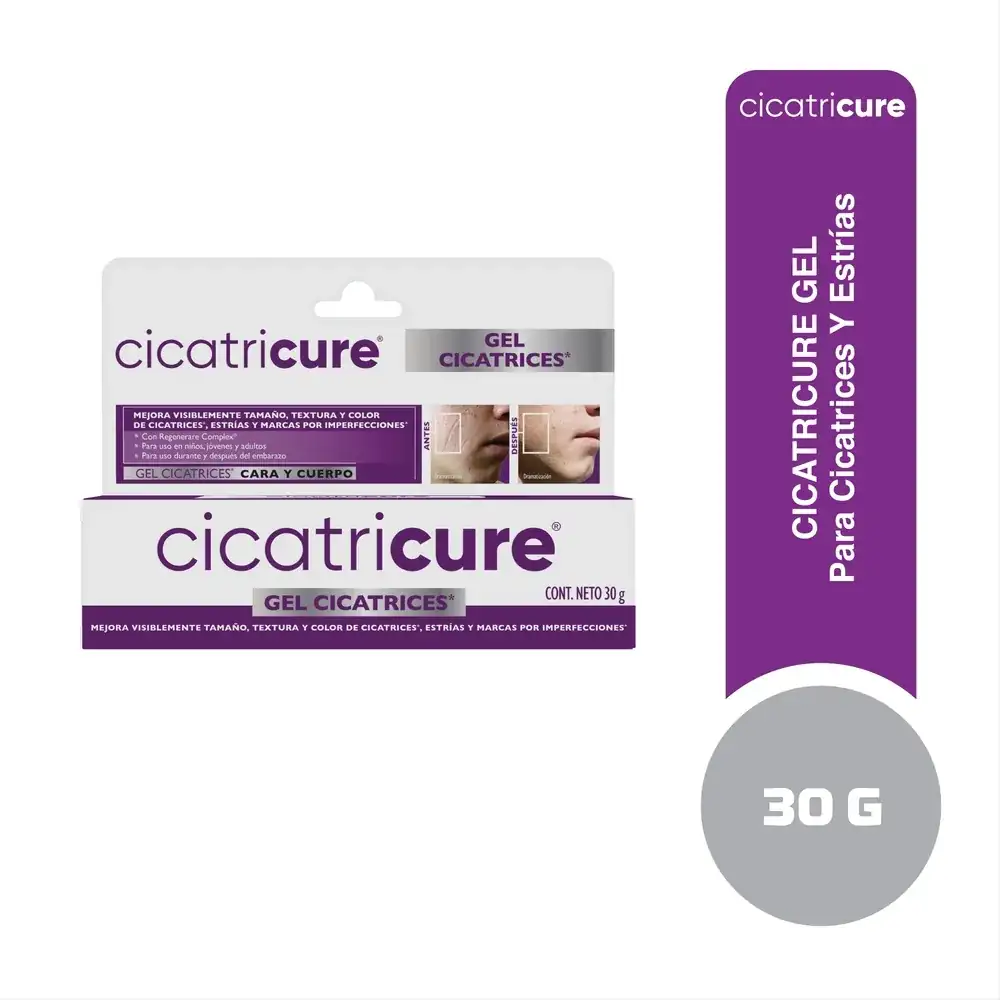 cicatricure®
GEL
CICATRICES*
MEJORA VISIBLEMENTE TAMAÑO, TEXTURA Y COLOR
DE CICATRICES*, ESTRÍAS Y MARCAS POR IMPERFECCIONES*
* Con Regenerare Complex®
* Para uso en niños, jóvenes y adultos
* Para uso durante y después del embarazo
GEL CICATRICES* CARA Y CUERPO
ANTES
DESPUÉS
Dramatización
Dramatización
cicatricure®
GEL CICATRICES*
CONT. NETO 30 g
MEJORA VISIBLEMENTE TAMAÑO, TEXTURA Y COLOR DE CICATRICES*, ESTRÍAS Y MARCAS POR IMPERFECCIONES*
cicatricure
CICATRICURE GEL
Para Cicatrices Y Estrías
30 G